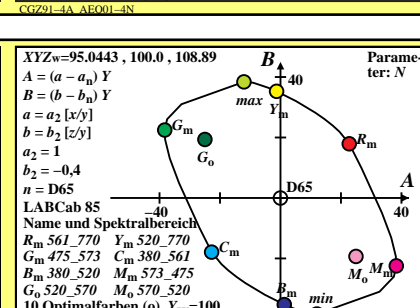 CGZ91–4A_AEO01–4N
XYZw=95.0443 , 100.0 , 108.89
A = (a – an) Y
B = (b – bn) Y
a = a2 [x/y]
b = b2 [z/y]
a2 = 1
b2 = –0,4
n = D65
LABCab 85
Name und Spektralbereich
Rm 561_770 Ym 520_770
Gm 475_573 Cm 380_561
Bm 380_520 Mm 573_475
Go 520_570 Mo 570_520
Parame-
ter: N
B
40
max
Ym
Gm
Go
Rm
D65
A
–40
40
Cm
Mo
Mm
Bm
min